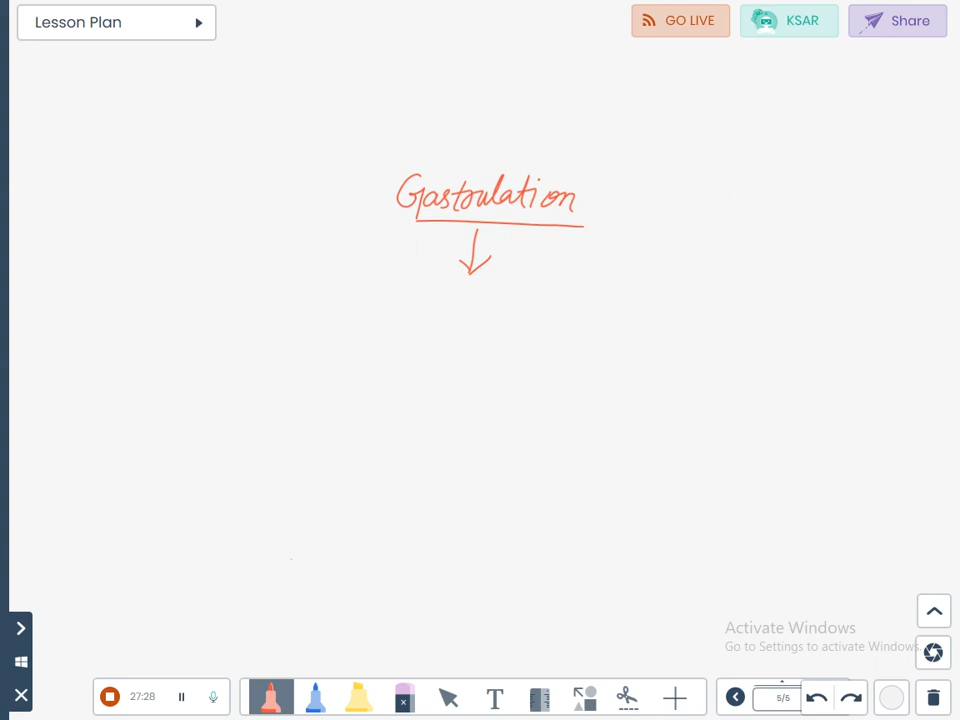 Lesson Plan
GO LIVE
KSAR
Share
Gastrulation
Activate Windows
Go to Settings to activate Windows.
27:28
T
5/5